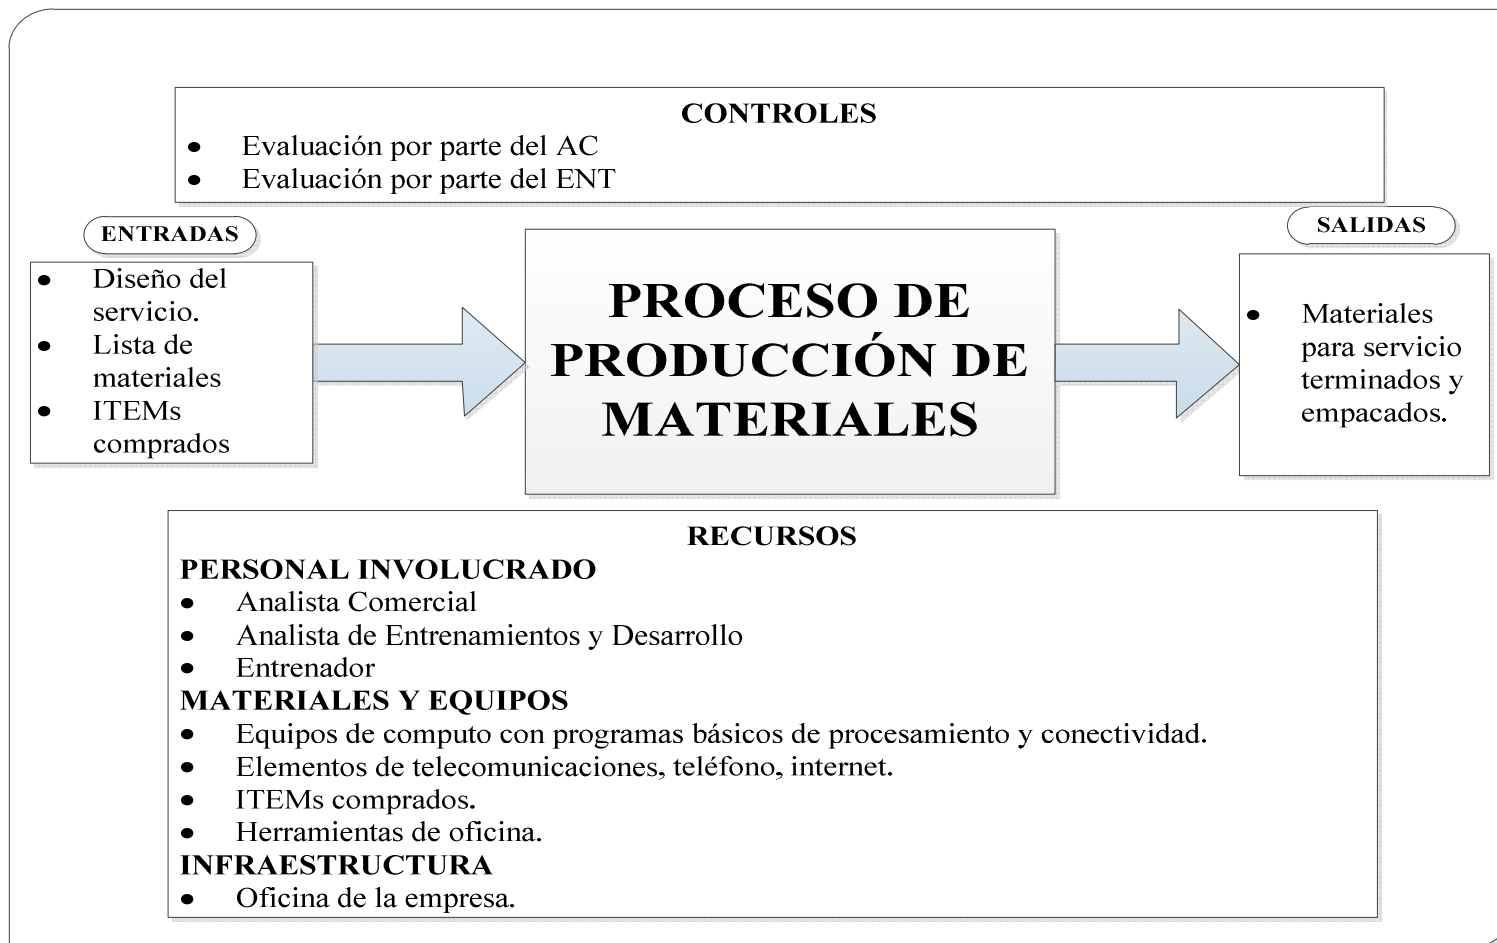 CONTROLES
• Evaluación por parte del AC
• Evaluación por parte del ENT
ENTRADAS
• Diseño del
servicio.
• Lista de
materiales
• ITEMs
comprados
PROCESO DE
PRODUCCIÓN DE
MATERIALES
SALIDAS
• Materiales
para servicio
terminados y
empacados.
RECURSOS
PERSONAL INVOLUCRADO
• Analista Comercial
• Analista de Entrenamientos y Desarrollo
• Entrenador
MATERIALES Y EQUIPOS
• Equipos de computo con programas básicos de procesamiento y conectividad.
• Elementos de telecomunicaciones, teléfono, internet.
• ITEMs comprados.
• Herramientas de oficina.
INFRAESTRUCTURA
• Oficina de la empresa.